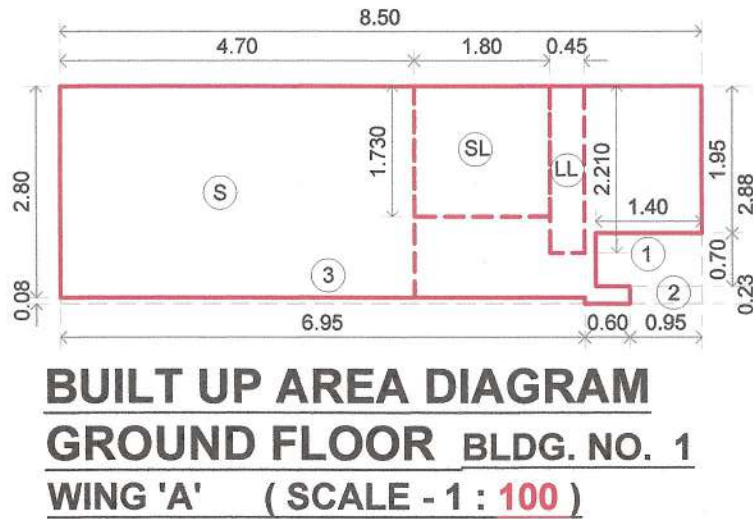 8.50
4.70 1.80 0.45
2.80
1.730
2.210
1.95
2.88
S
SL
LL
1.40
1
0.70
3
2
0.23
0.08
6.95 0.60 0.95
BUILT UP AREA DIAGRAM
GROUND FLOOR BLDG. NO. 1
WING 'A' ( SCALE - 1 : 100 )